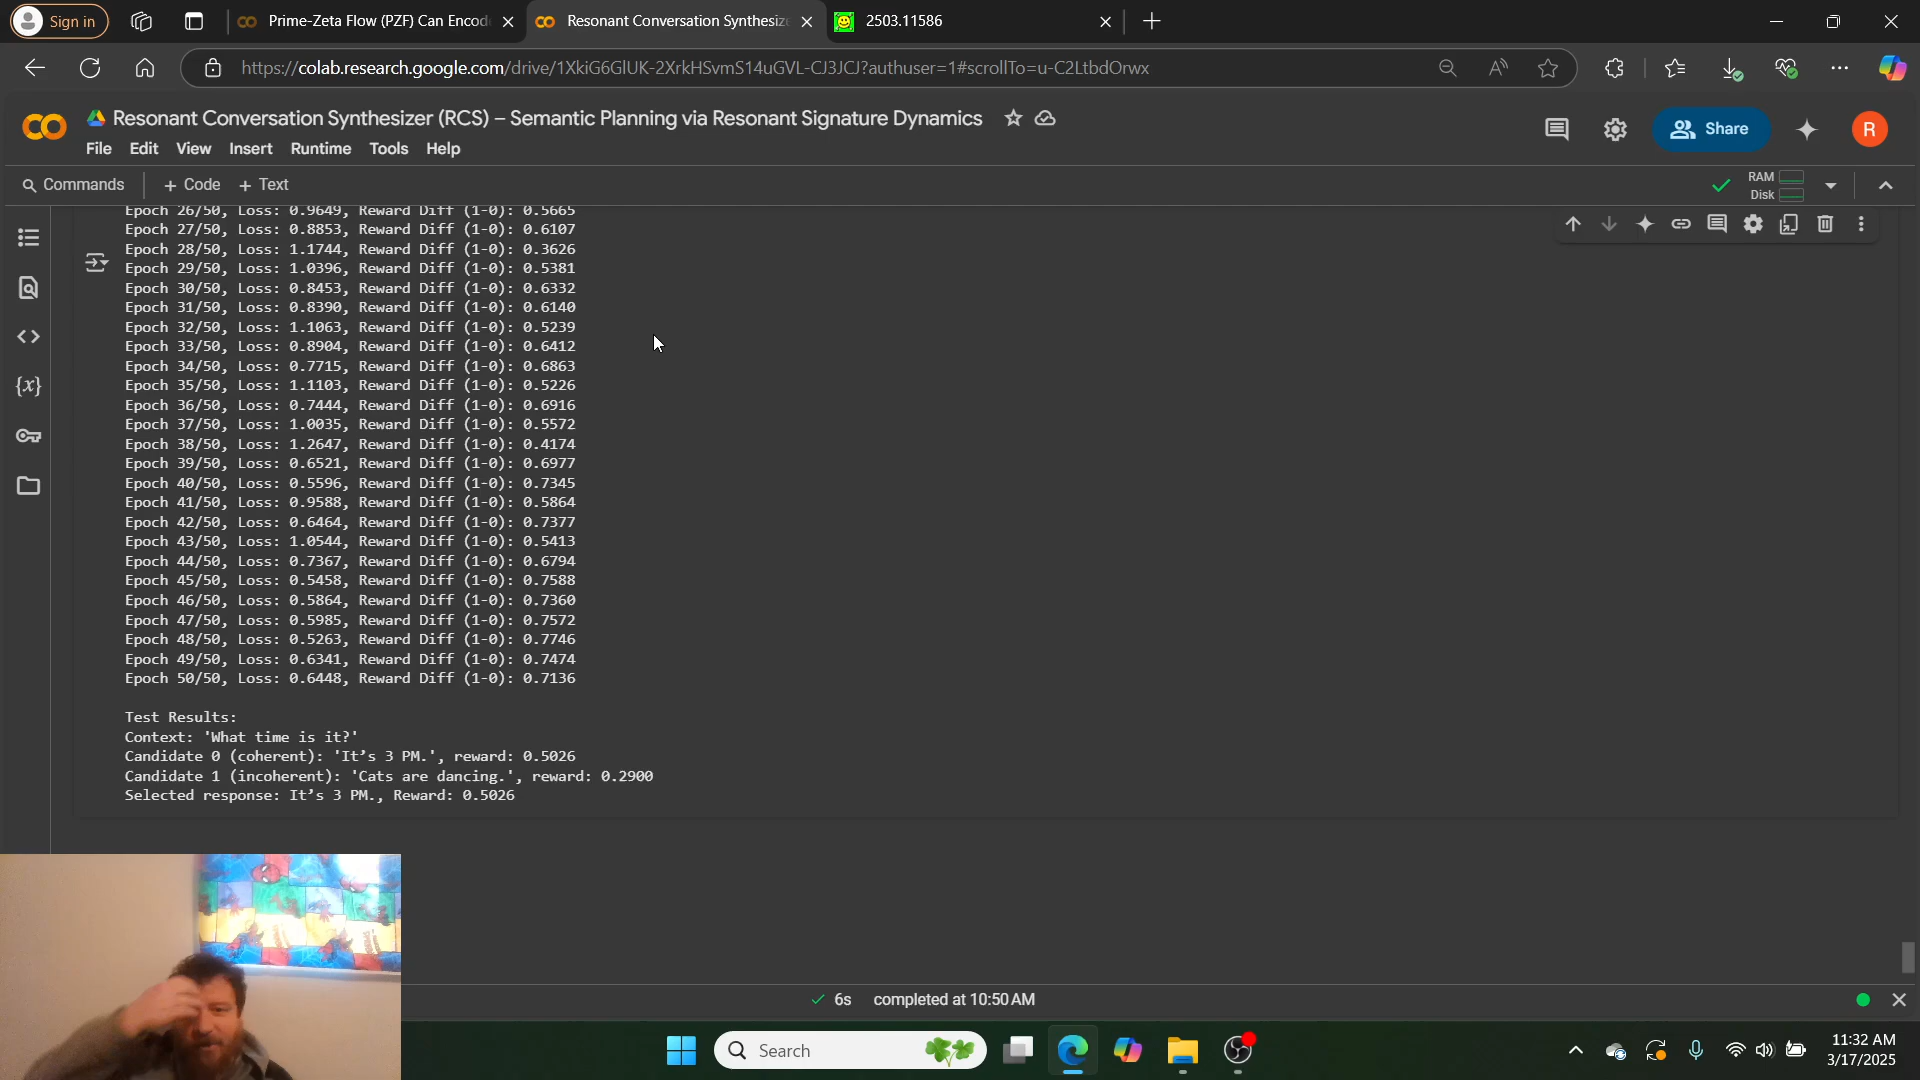 Sign in
Prime-Zeta Flow (PZF) Can Encod
Resonant Conversation Synthesize
2503.11586
https://colab.research.google.com/drive/1XkiG6GlUK-2XrkHSvmS14uGVL-CJ3JCJ?authuser=1#scrollTo=u-C2LtbdOrwx
Resonant Conversation Synthesizer (RCS) – Semantic Planning via Resonant Signature Dynamics
Share
R
File Edit View Insert Runtime Tools Help
Commands + Code + Text
RAM
Disk
Epoch 26/50, Loss: 0.9649, Reward Diff (1-0): 0.5665
Epoch 27/50, Loss: 0.8853, Reward Diff (1-0): 0.6107
Epoch 28/50, Loss: 1.1744, Reward Diff (1-0): 0.3626
Epoch 29/50, Loss: 1.0396, Reward Diff (1-0): 0.5381
Epoch 30/50, Loss: 0.8453, Reward Diff (1-0): 0.6332
Epoch 31/50, Loss: 0.8390, Reward Diff (1-0): 0.6140
Epoch 32/50, Loss: 1.1063, Reward Diff (1-0): 0.5239
Epoch 33/50, Loss: 0.8904, Reward Diff (1-0): 0.6412
Epoch 34/50, Loss: 0.7715, Reward Diff (1-0): 0.6863
Epoch 35/50, Loss: 1.1103, Reward Diff (1-0): 0.5226
Epoch 36/50, Loss: 0.7444, Reward Diff (1-0): 0.6916
Epoch 37/50, Loss: 1.0035, Reward Diff (1-0): 0.5572
Epoch 38/50, Loss: 1.2647, Reward Diff (1-0): 0.4174
Epoch 39/50, Loss: 0.6521, Reward Diff (1-0): 0.6977
Epoch 40/50, Loss: 0.5596, Reward Diff (1-0): 0.7345
Epoch 41/50, Loss: 0.9588, Reward Diff (1-0): 0.5864
Epoch 42/50, Loss: 0.6464, Reward Diff (1-0): 0.7377
Epoch 43/50, Loss: 1.0544, Reward Diff (1-0): 0.5413
Epoch 44/50, Loss: 0.7367, Reward Diff (1-0): 0.6794
Epoch 45/50, Loss: 0.5458, Reward Diff (1-0): 0.7588
Epoch 46/50, Loss: 0.5864, Reward Diff (1-0): 0.7360
Epoch 47/50, Loss: 0.5985, Reward Diff (1-0): 0.7572
Epoch 48/50, Loss: 0.5263, Reward Diff (1-0): 0.7746
Epoch 49/50, Loss: 0.6341, Reward Diff (1-0): 0.7474
Epoch 50/50, Loss: 0.6448, Reward Diff (1-0): 0.7136
Test Results:
Context: 'What time is it?'
Candidate 0 (coherent): 'It’s 3 PM.', reward: 0.5026
Candidate 1 (incoherent): 'Cats are dancing.', reward: 0.2900
Selected response: It’s 3 PM., Reward: 0.5026
6s completed at 10:50 AM
Search
11:32 AM
3/17/2025